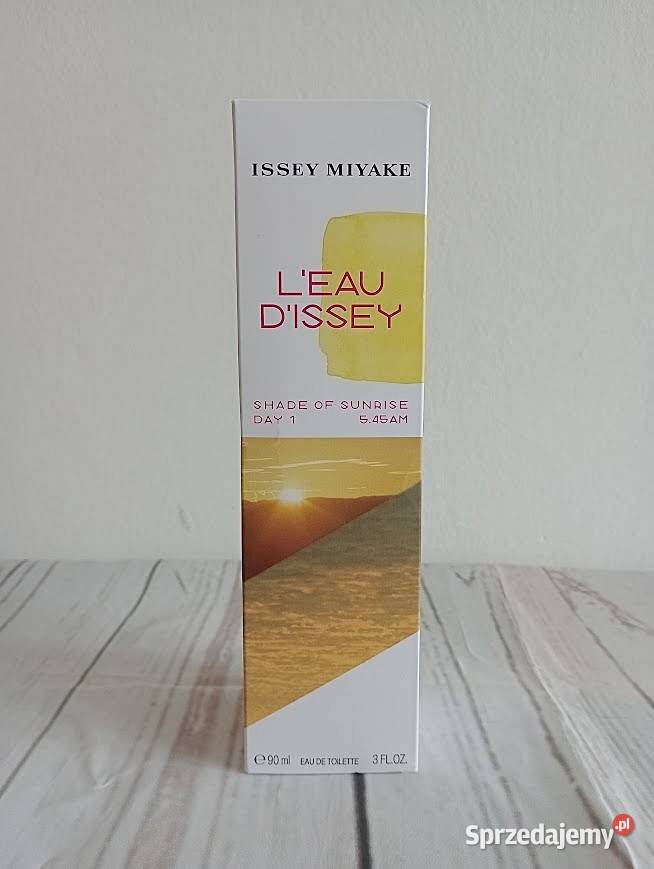 ISSEY MIYAKE
L'EAU
D'ISSEY
SHADE OF SUNRISE
DAY 1 5.45AM
℮ 90 ml EAU DE TOILETTE 3 FL.OZ.
Sprzedajemy.pl